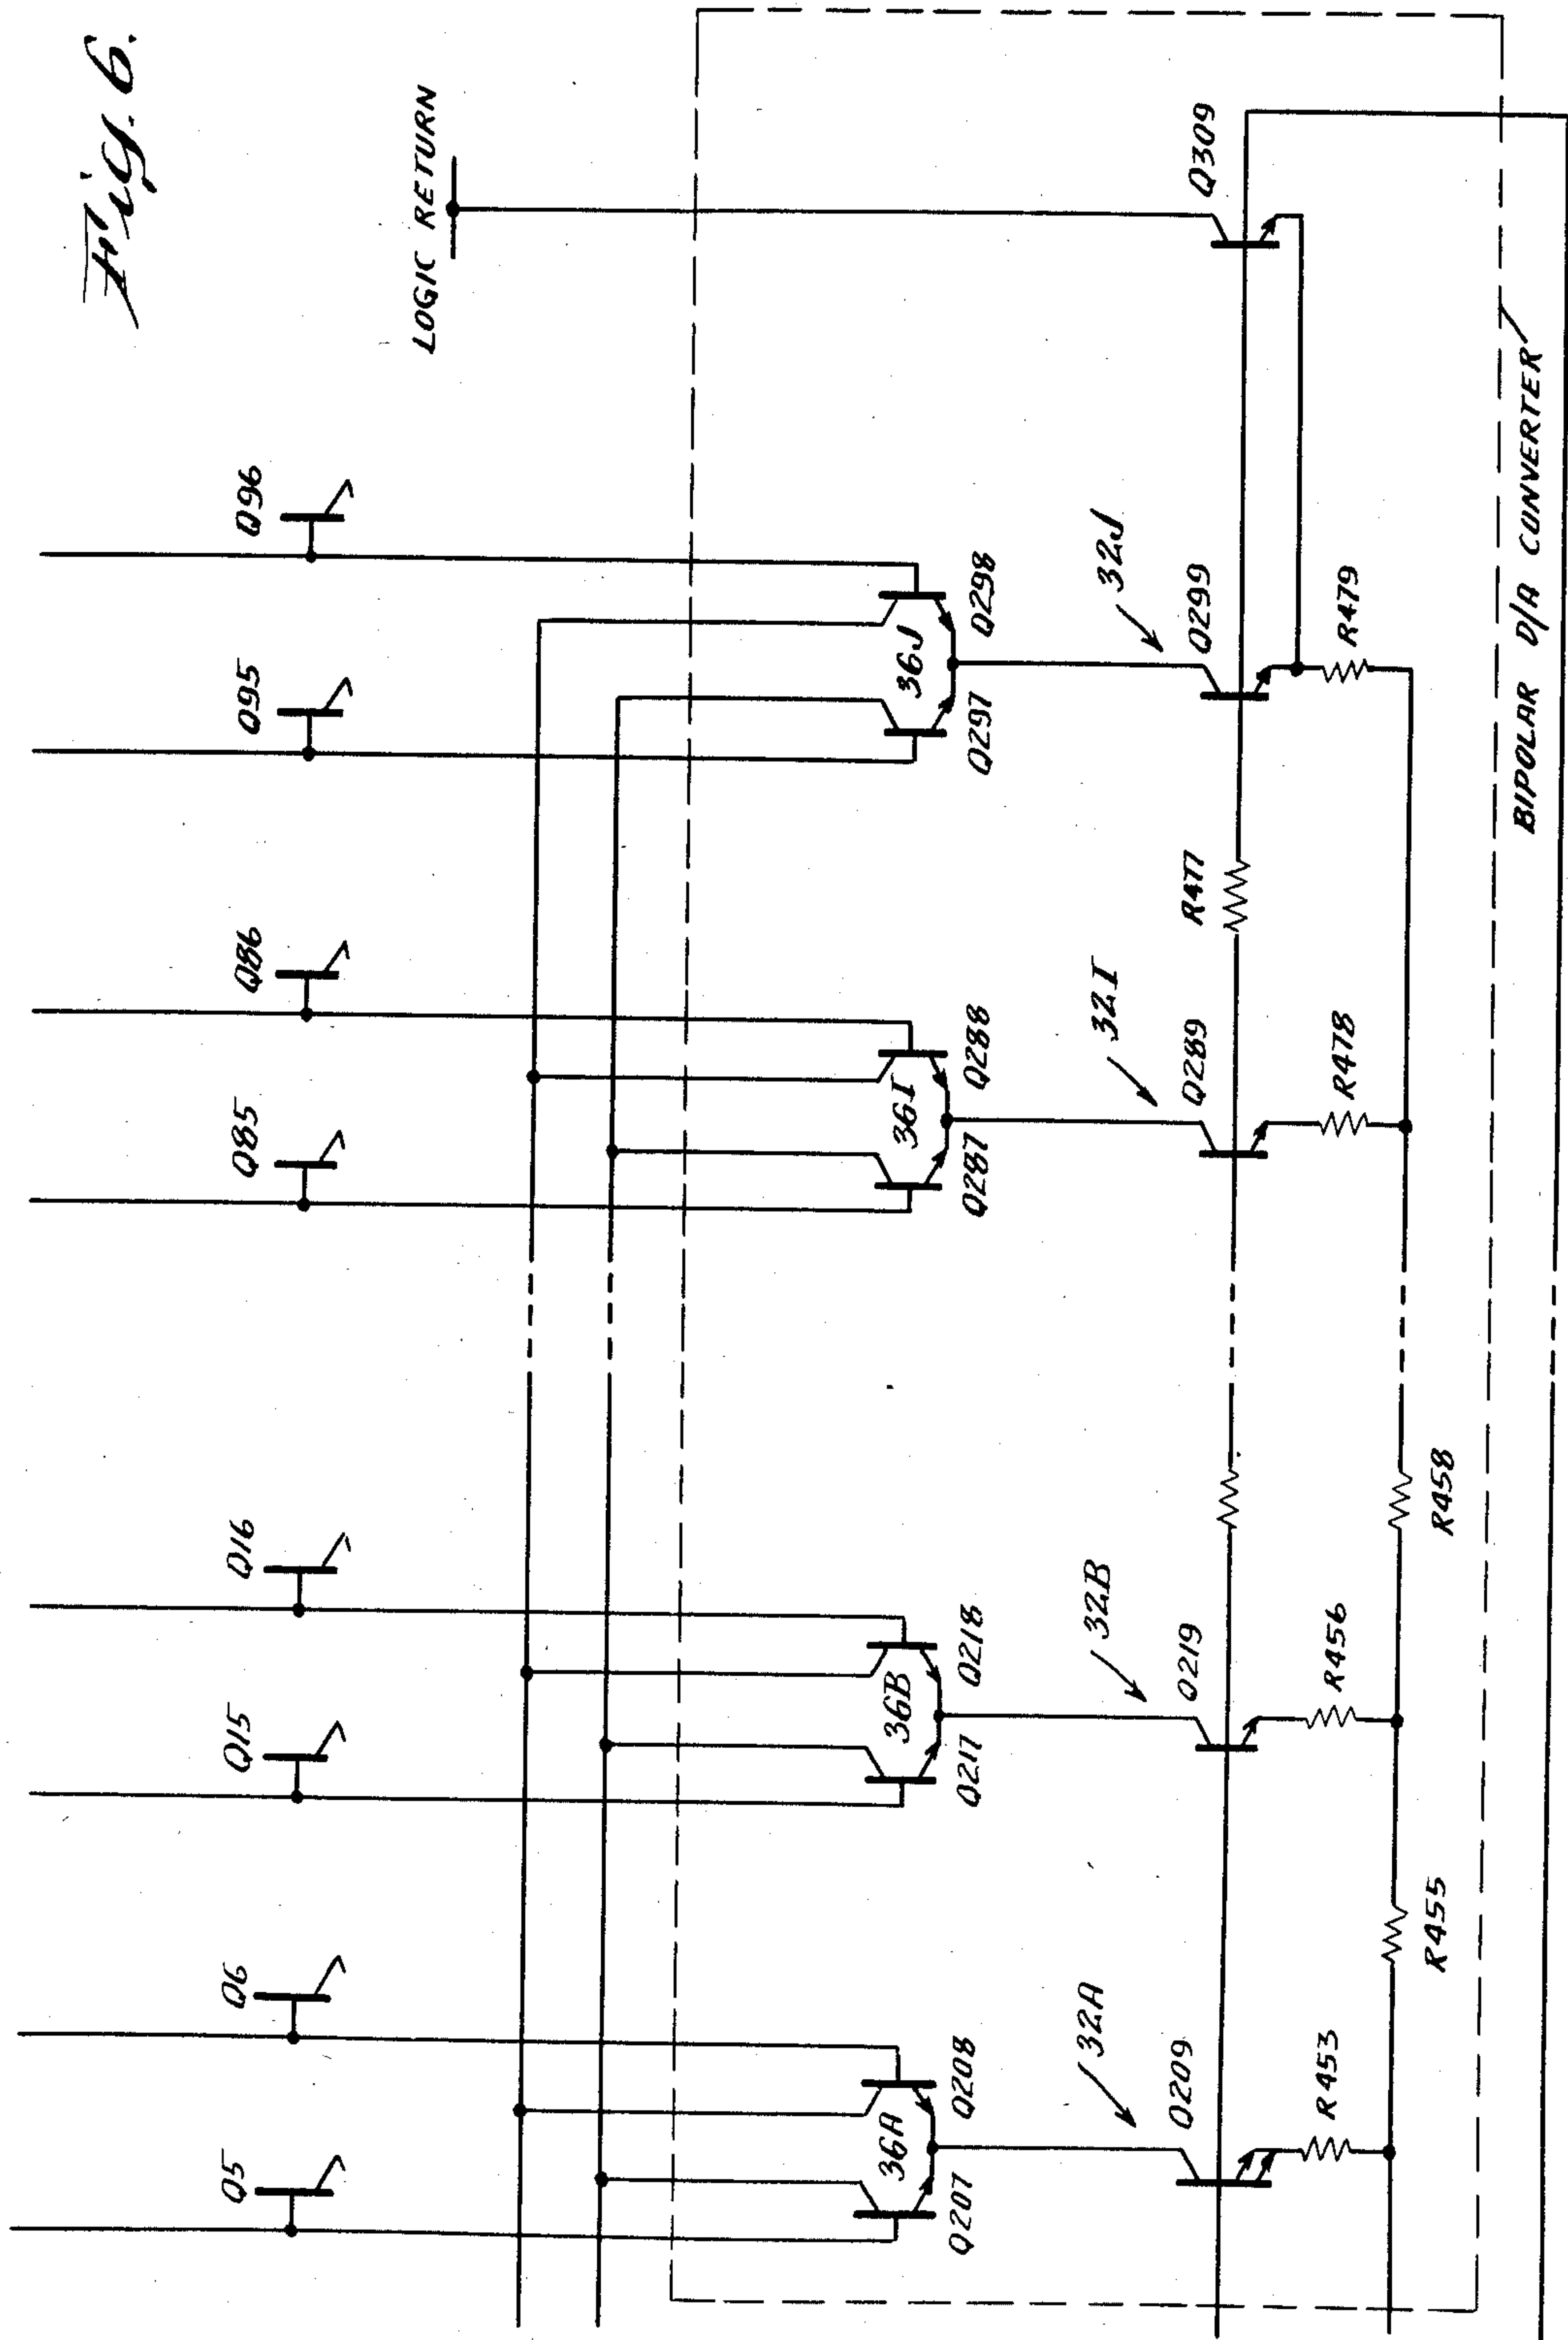 Fig. 6.
LOGIC RETURN
Q5
Q6
Q15
Q16
Q85
Q86
Q95
Q96
36A
36B
36I
36J
Q207
Q208
Q217
Q218
Q287
Q288
Q297
Q298
32A
32B
32I
32J
Q209
Q219
Q289
R477
Q299
Q309
R453
R456
R478
R479
R455
R458
BIPOLAR D/A CONVERTER